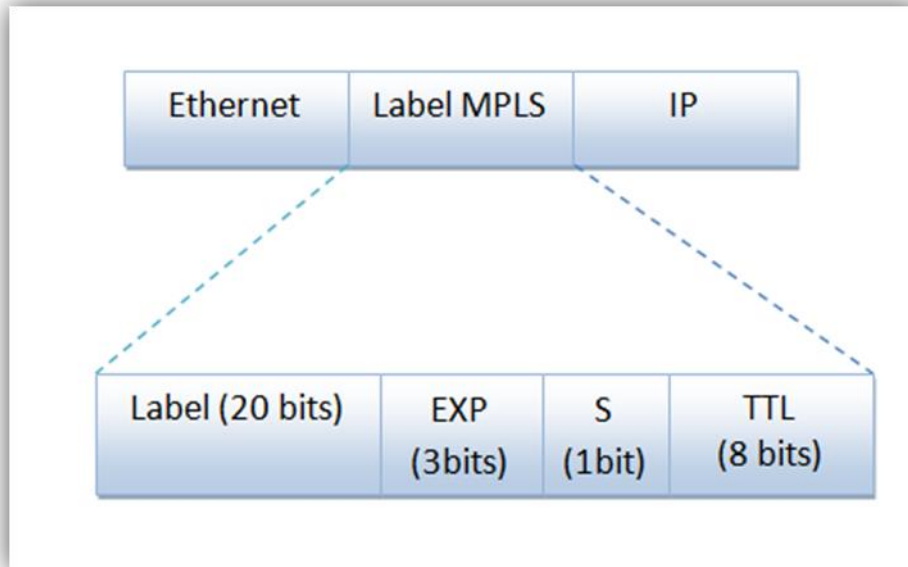 Ethernet
Label MPLS
IP
Label (20 bits)
EXP
(3bits)
S
(1bit)
TTL
(8 bits)